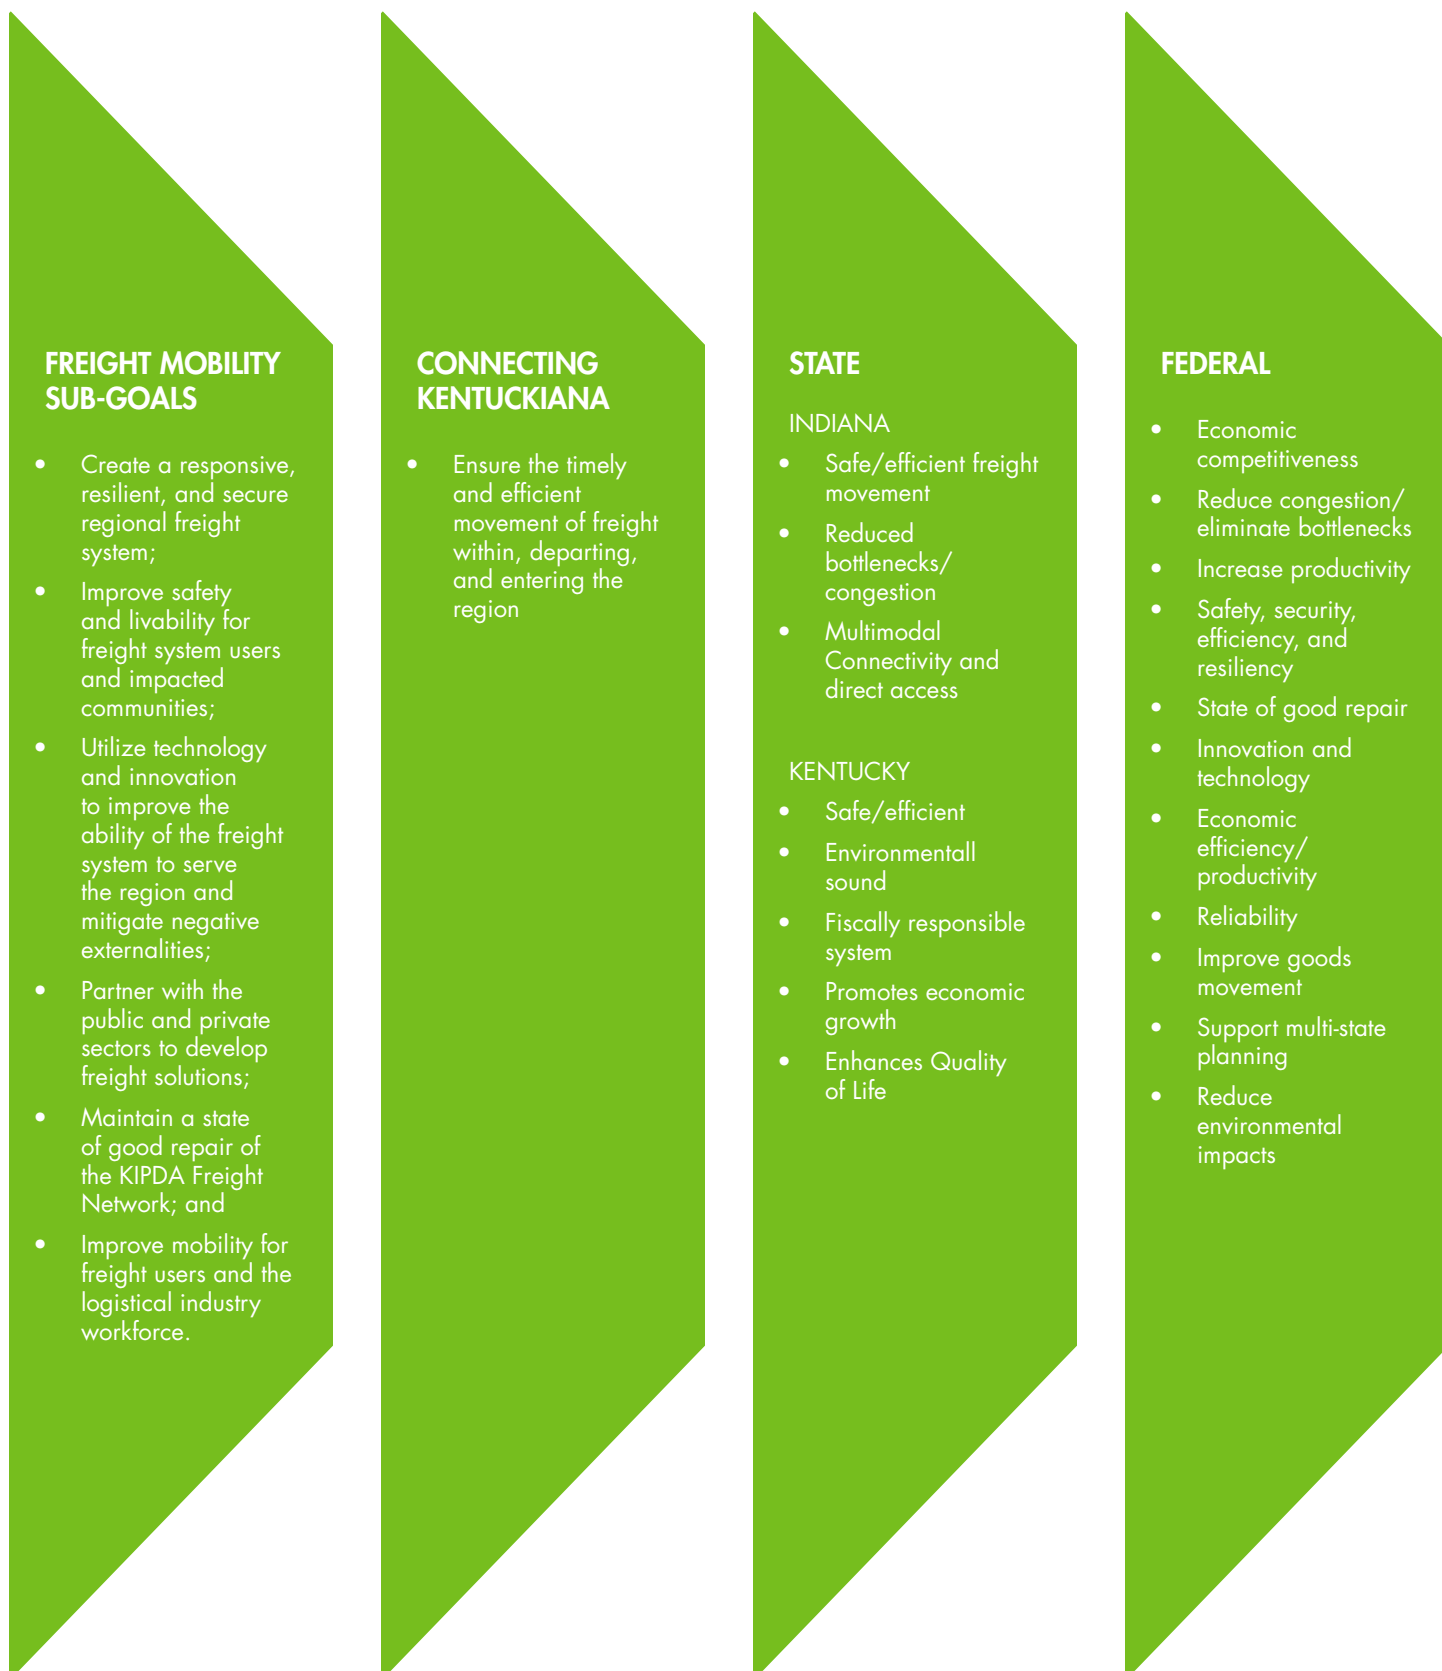 FREIGHT MOBILITY
SUB-GOALS
• Create a responsive,
resilient, and secure
regional freight
system;
• Improve safety
and livability for
freight system users
and impacted
communities;
• Utilize technology
and innovation
to improve the
ability of the freight
system to serve
the region and
mitigate negative
externalities;
• Partner with the
public and private
sectors to develop
freight solutions;
• Maintain a state
of good repair of
the KIPDA Freight
Network; and
• Improve mobility for
freight users and the
logistical industry
workforce.
CONNECTING
KENTUCKIANA
• Ensure the timely
and efficient
movement of freight
within, departing,
and entering the
region
STATE
INDIANA
• Safe/efficient freight
movement
• Reduced
bottlenecks/
congestion
• Multimodal
Connectivity and
direct access
KENTUCKY
• Safe/efficient
• Environmentall
sound
• Fiscally responsible
system
• Promotes economic
growth
• Enhances Quality
of Life
FEDERAL
• Economic
competitiveness
• Reduce congestion/
eliminate bottlenecks
• Increase productivity
• Safety, security,
efficiency, and
resiliency
• State of good repair
• Innovation and
technology
• Economic
efficiency/
productivity
• Reliability
• Improve goods
movement
• Support multi-state
planning
• Reduce
environmental
impacts